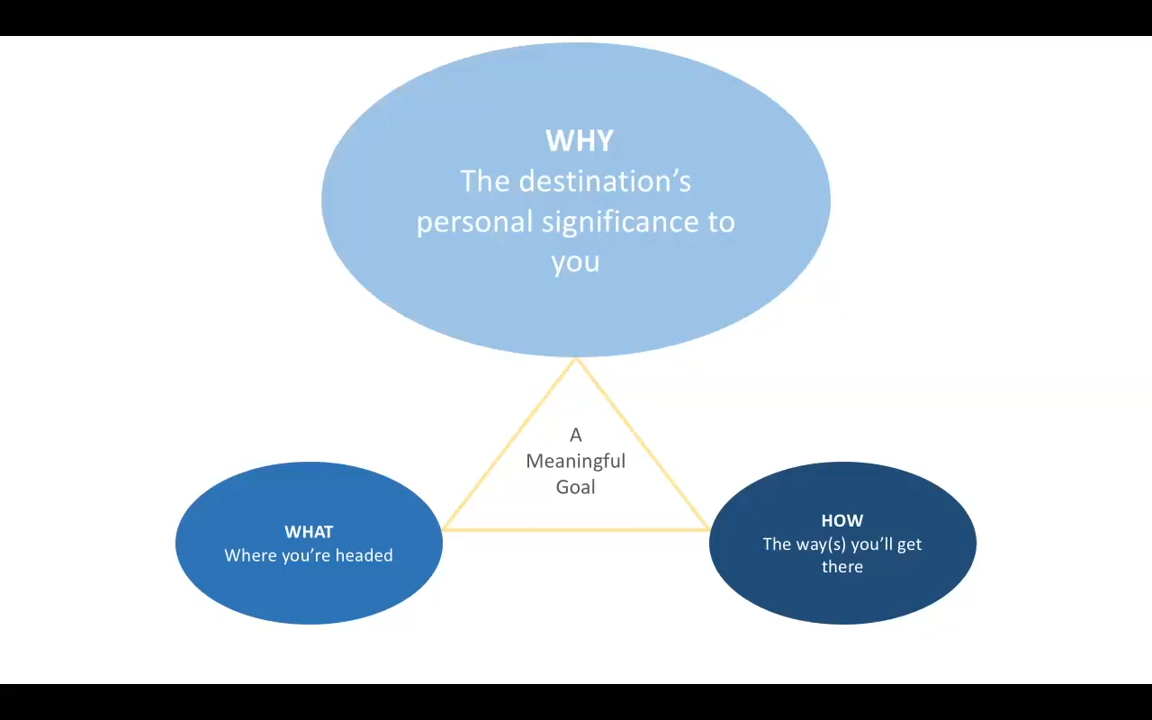 WHY
The destination’s
personal significance to
you
A
Meaningful
Goal
WHAT
Where you’re headed
HOW
The way(s) you’ll get
there